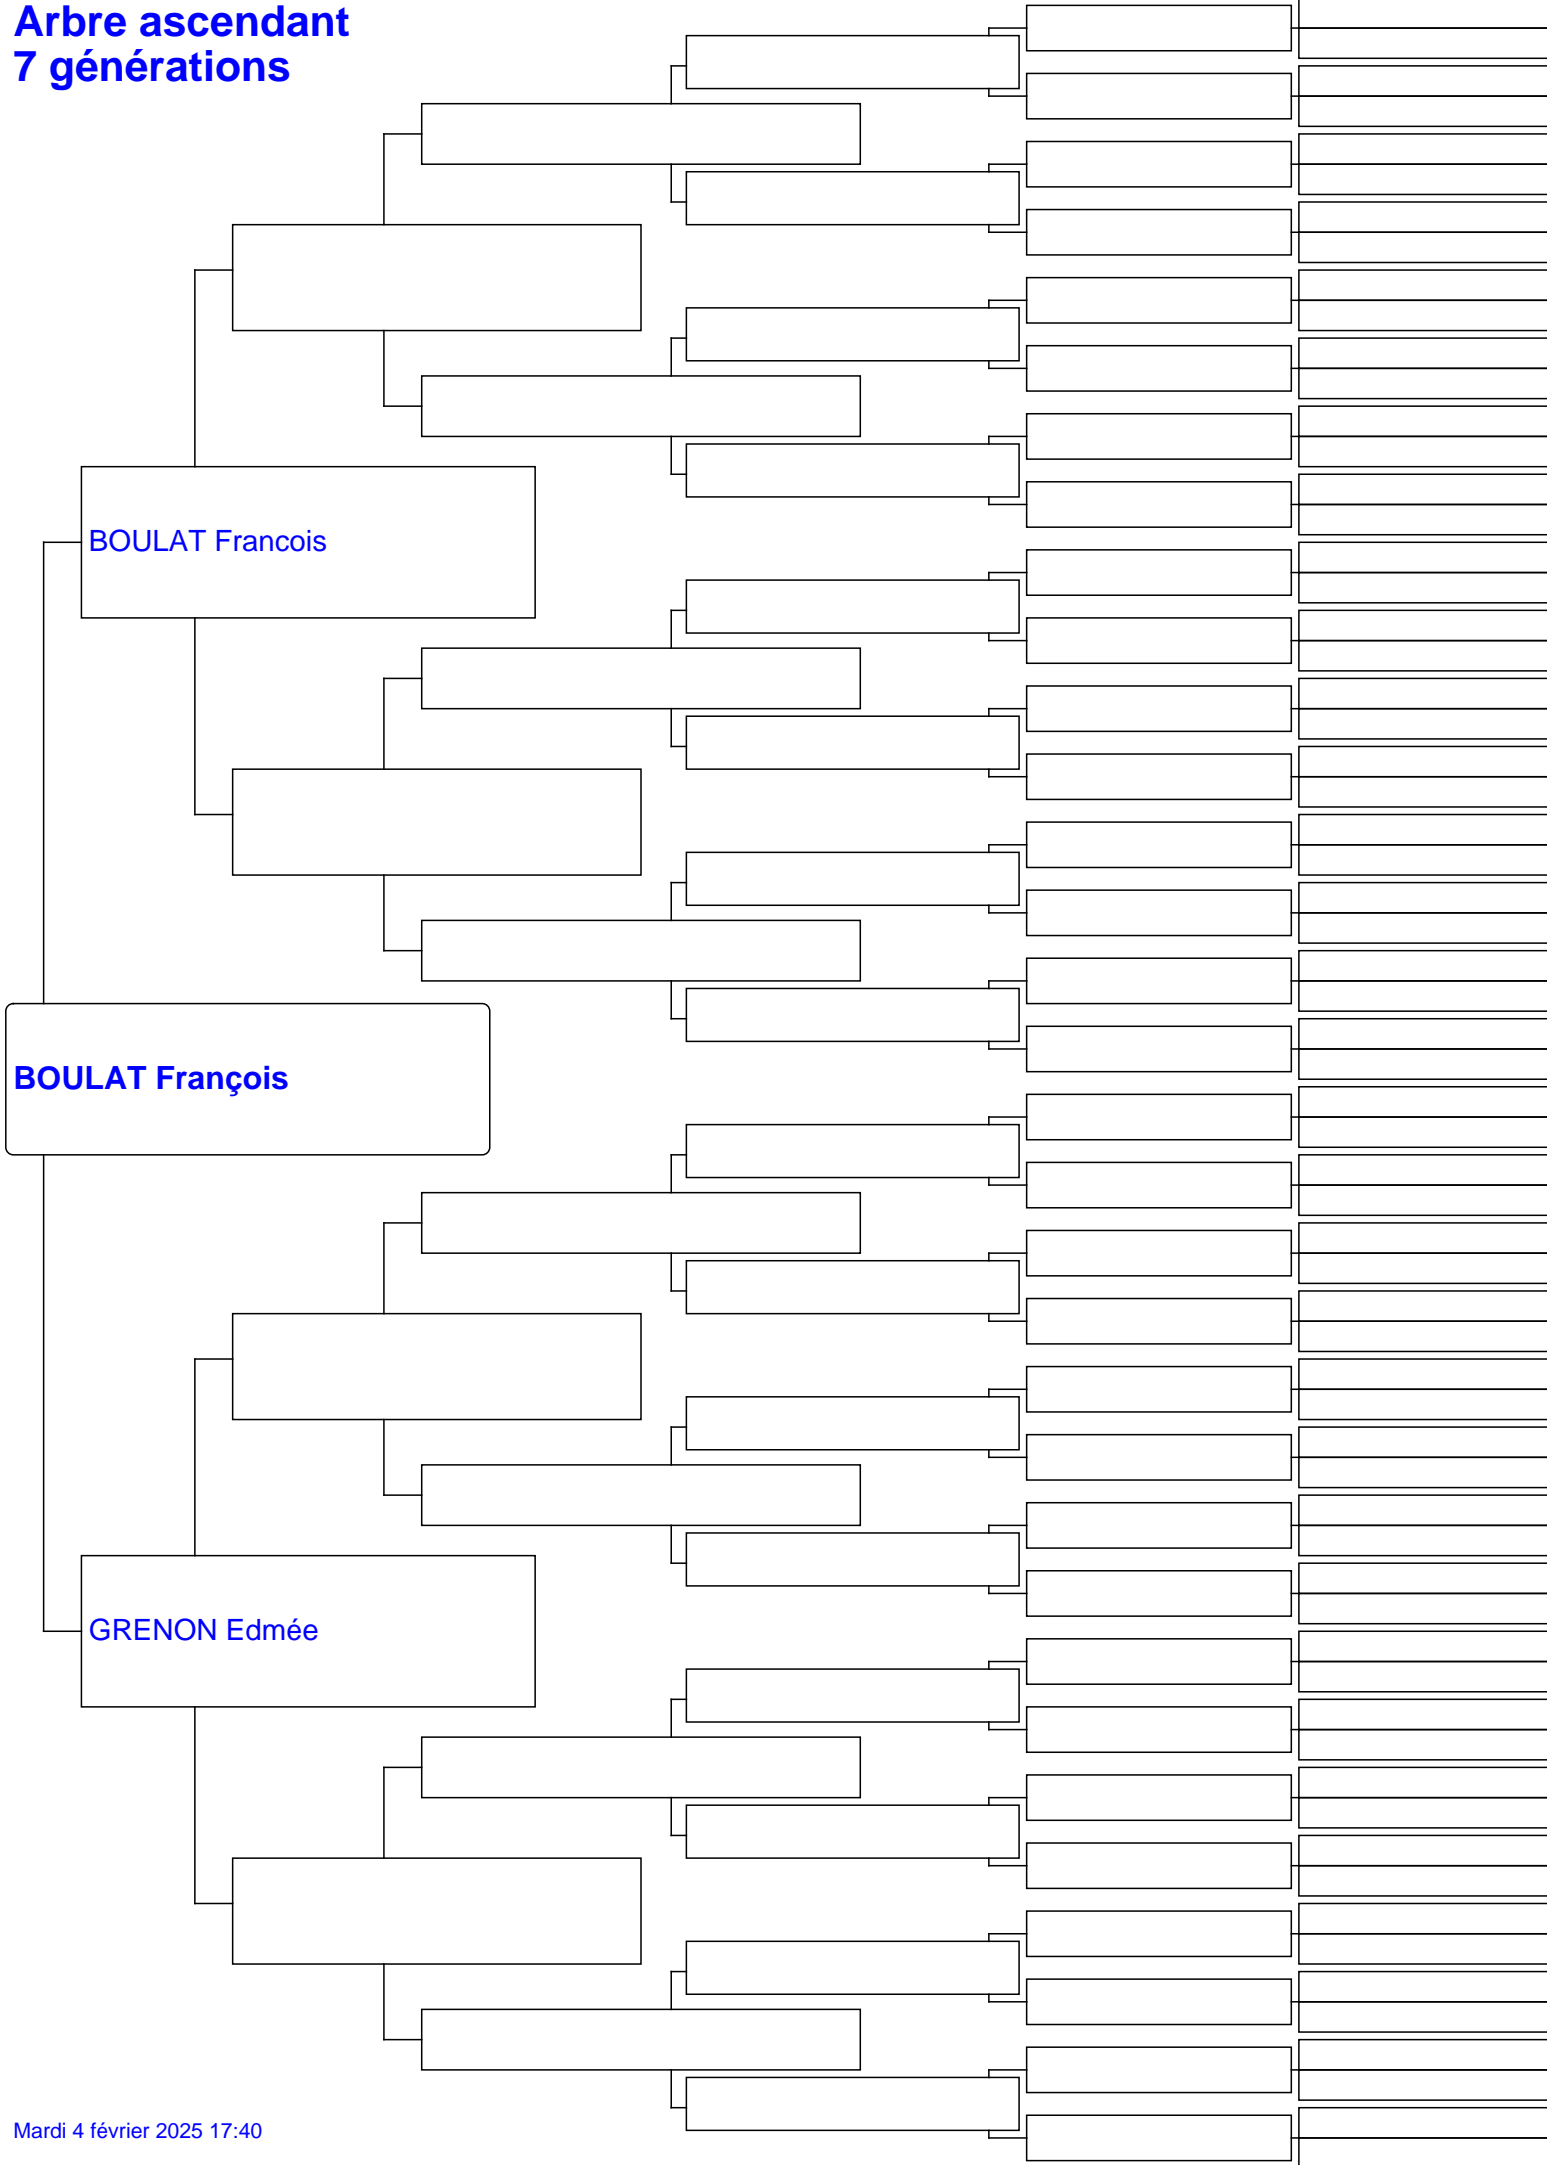 Arbre ascendant
7 générations
BOULAT Francois
BOULAT François
GRENON Edmée
Mardi 4 février 2025 17:40